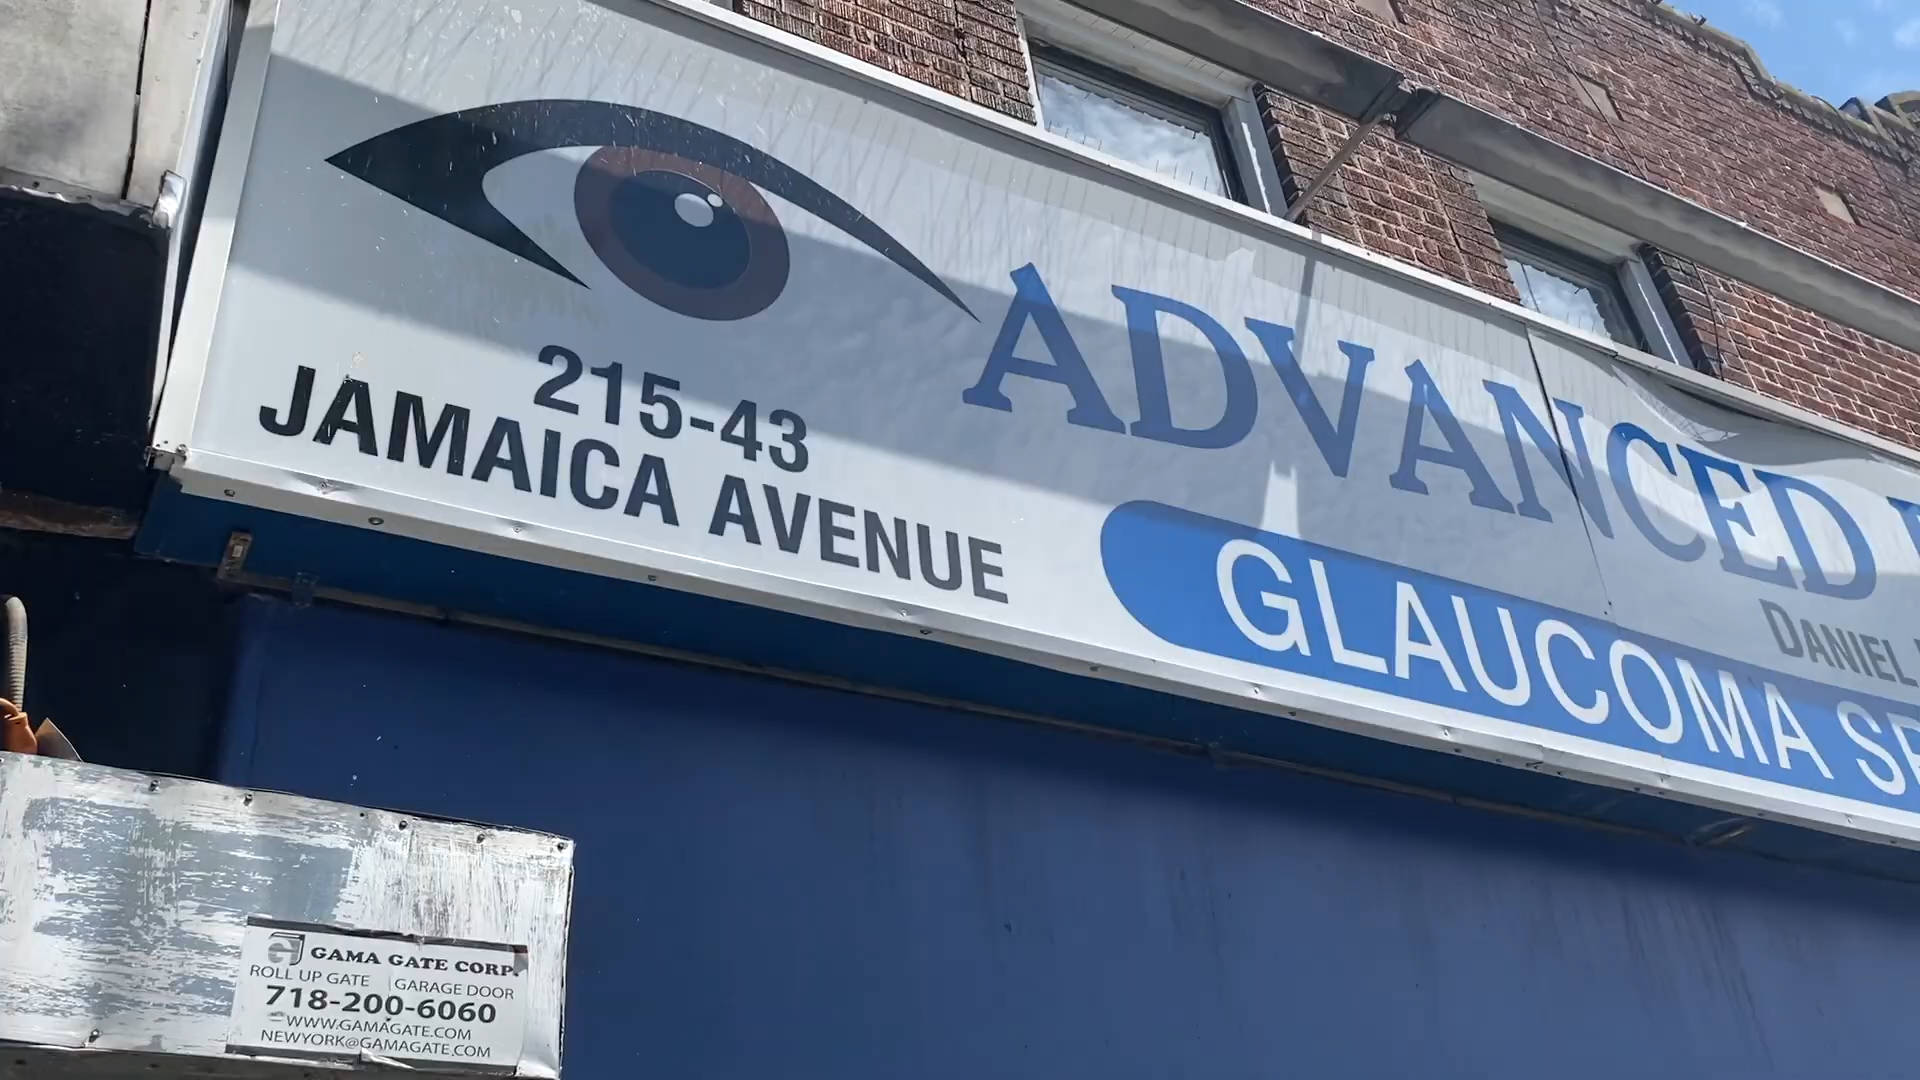 215-43
JAMAICA AVENUE
ADVANCED
DANIEL
GLAUCOMA
GAMA GATE CORP.
ROLL UP GATE | GARAGE DOOR
718-200-6060
WWW.GAMAGATE.COM
NEWYORK@GAMAGATE.COM